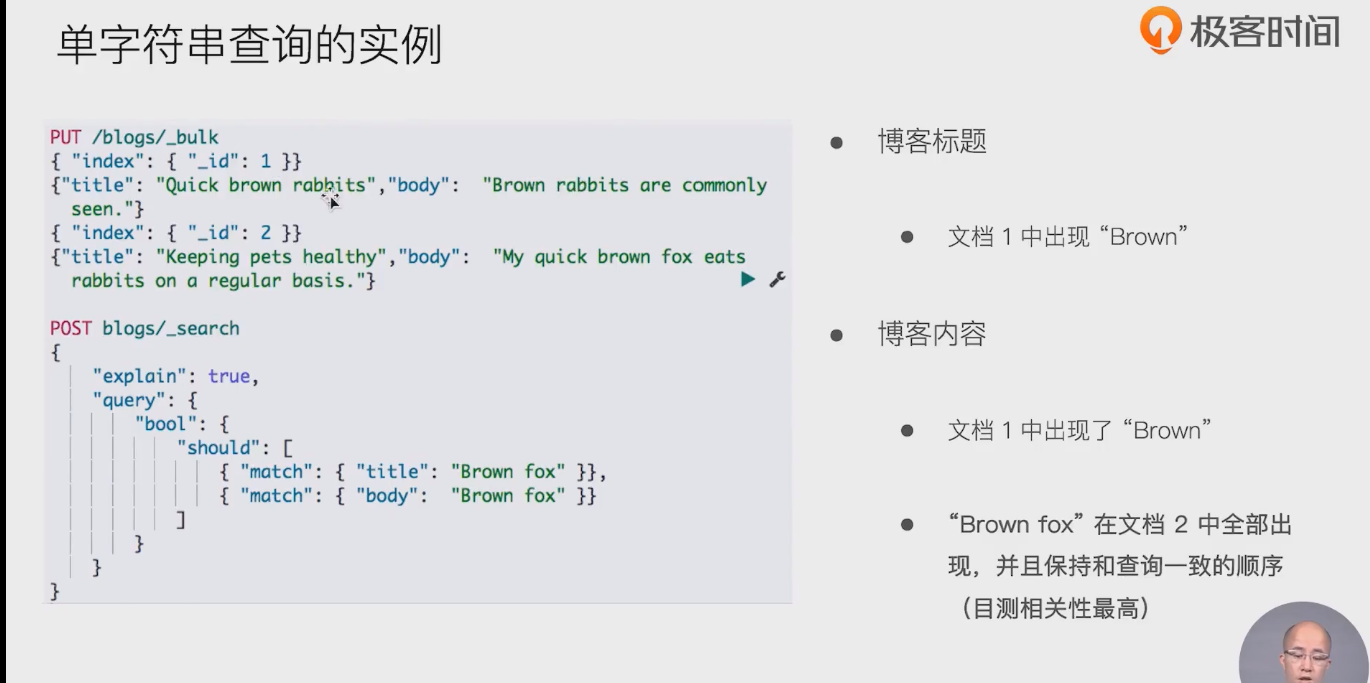 单字符串查询的实例
极客时间
PUT /blogs/_bulk
{ "index": { "_id": 1 }}
{"title": "Quick brown rabbits","body":  "Brown rabbits are commonly
seen."}
{ "index": { "_id": 2 }}
{"title": "Keeping pets healthy","body":  "My quick brown fox eats
rabbits on a regular basis."}
POST blogs/_search
{
"explain": true,
"query": {
"bool": {
"should": [
{ "match": { "title": "Brown fox" }},
{ "match": { "body":  "Brown fox" }}
]
}
}
}
博客标题
文档 1 中出现 “Brown”
博客内容
文档 1 中出现了 “Brown”
“Brown fox” 在文档 2 中全部出
现，并且保持和查询一致的顺序
（目测相关性最高）